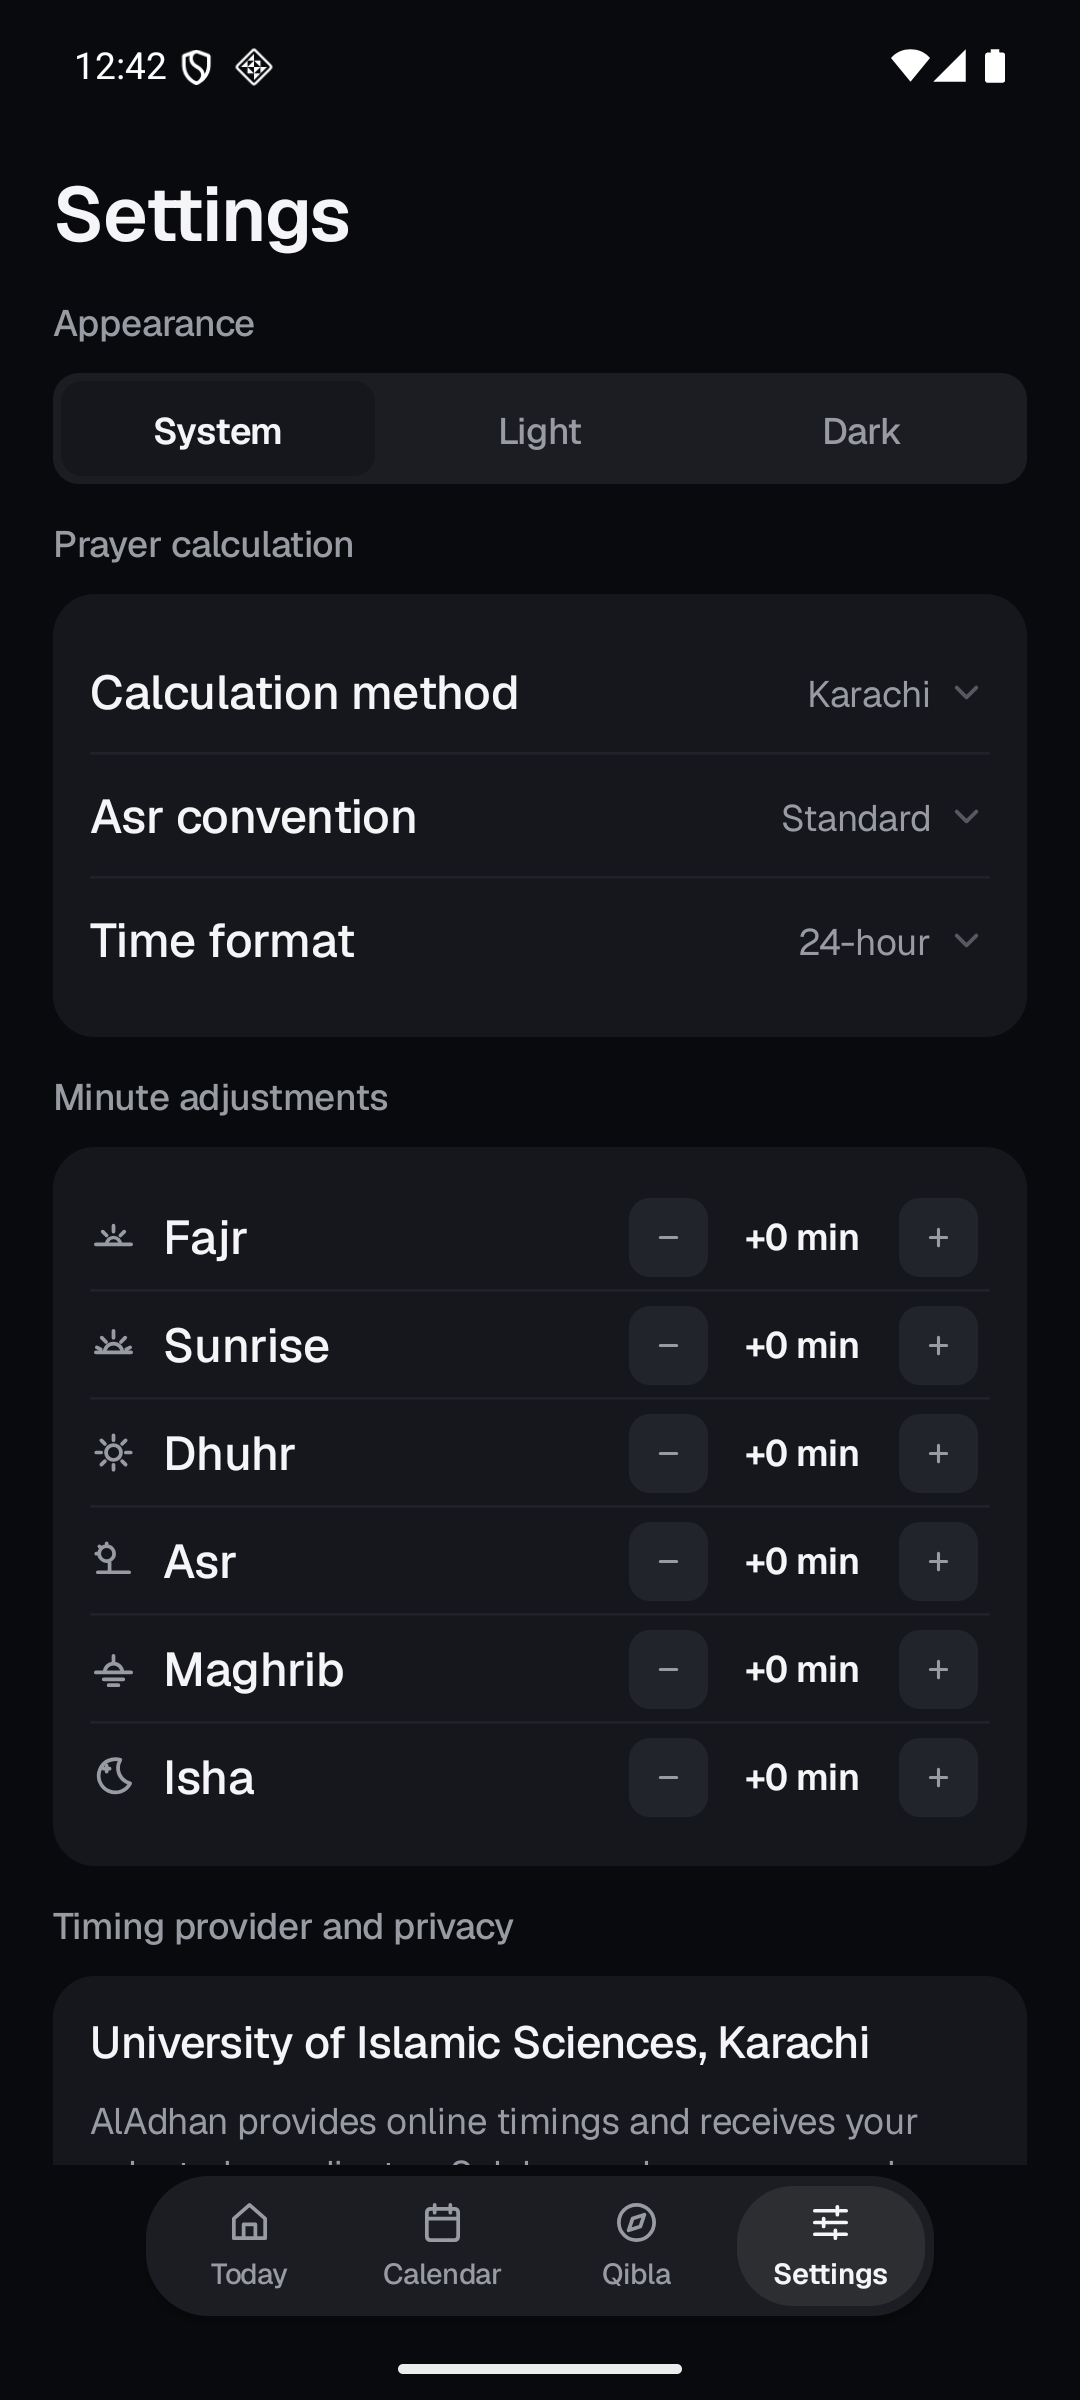 12:42
Settings
Appearance
System Light Dark
Prayer calculation
Calculation method Karachi
Asr convention Standard
Time format 24-hour
Minute adjustments
Fajr − +0 min +
Sunrise − +0 min +
Dhuhr − +0 min +
Asr − +0 min +
Maghrib − +0 min +
Isha − +0 min +
Timing provider and privacy
University of Islamic Sciences, Karachi
AlAdhan provides online timings and receives your
Today Calendar Qibla Settings